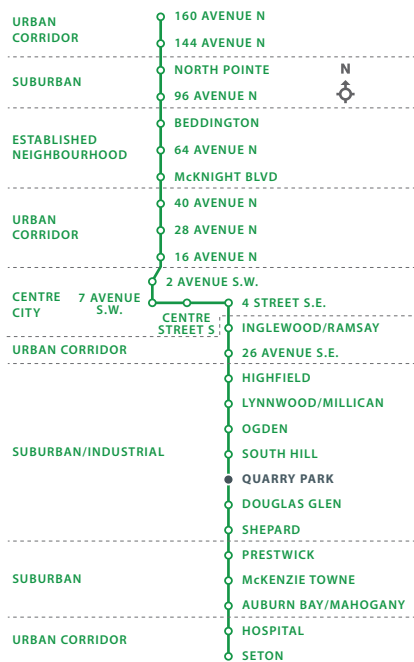 URBAN
CORRIDOR
160 AVENUE N
144 AVENUE N
SUBURBAN
NORTH POINTE
96 AVENUE N
N
ESTABLISHED
NEIGHBOURHOOD
BEDDINGTON
64 AVENUE N
McKNIGHT BLVD
URBAN
CORRIDOR
40 AVENUE N
28 AVENUE N
16 AVENUE N
CENTRE
CITY
2 AVENUE S.W.
7 AVENUE
S.W.
CENTRE
STREET S
4 STREET S.E.
INGLEWOOD/RAMSAY
URBAN CORRIDOR
26 AVENUE S.E.
SUBURBAN/INDUSTRIAL
HIGHFIELD
LYNNWOOD/MILLICAN
OGDEN
SOUTH HILL
QUARRY PARK
DOUGLAS GLEN
SHEPARD
SUBURBAN
PRESTWICK
McKENZIE TOWNE
AUBURN BAY/MAHOGANY
URBAN CORRIDOR
HOSPITAL
SETON